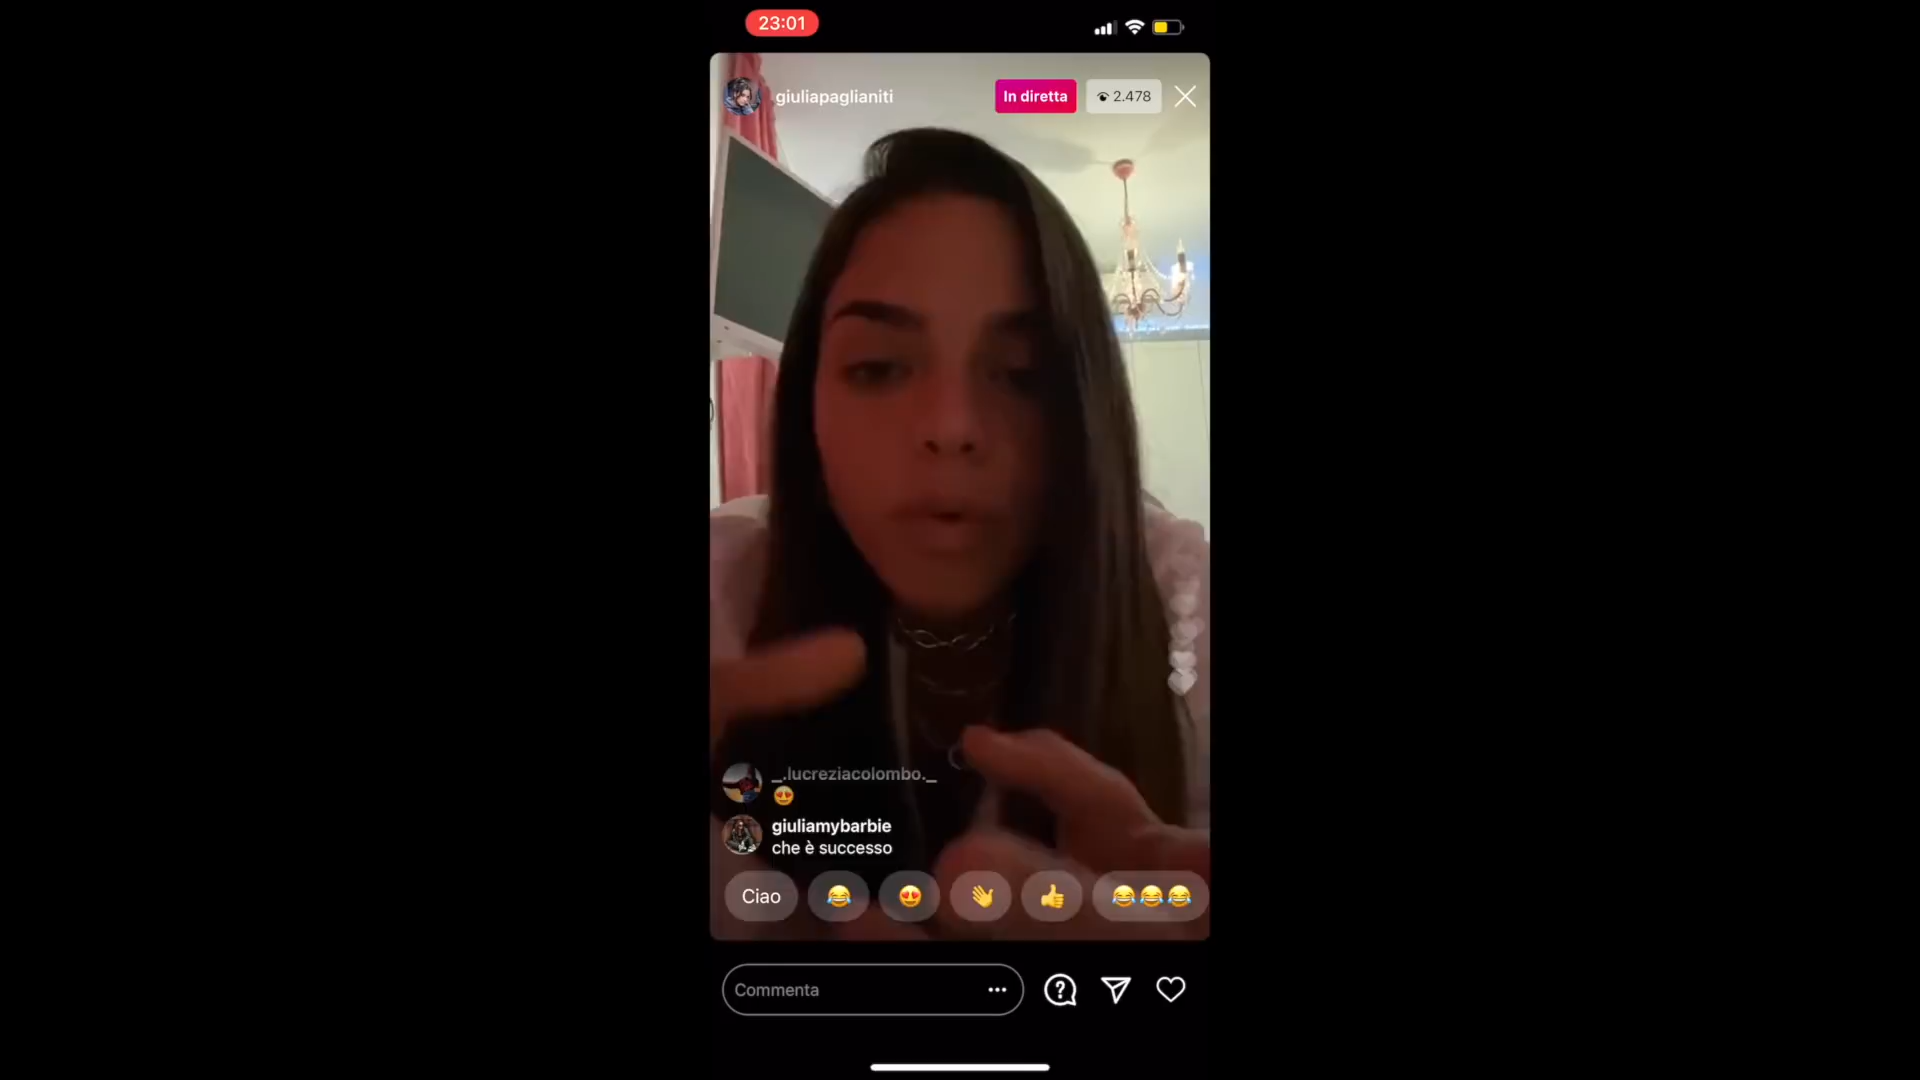 23:01
giuliapaglianiti
In diretta
2.478
_.lucreziacolombo._
😍
giuliamybarbie
che è successo
Ciao 😂 😍 👋 👍 😂😂😂
Commenta